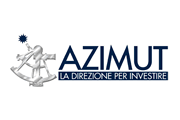 AZIMUT
LA DIREZIONE PER INVESTIRE